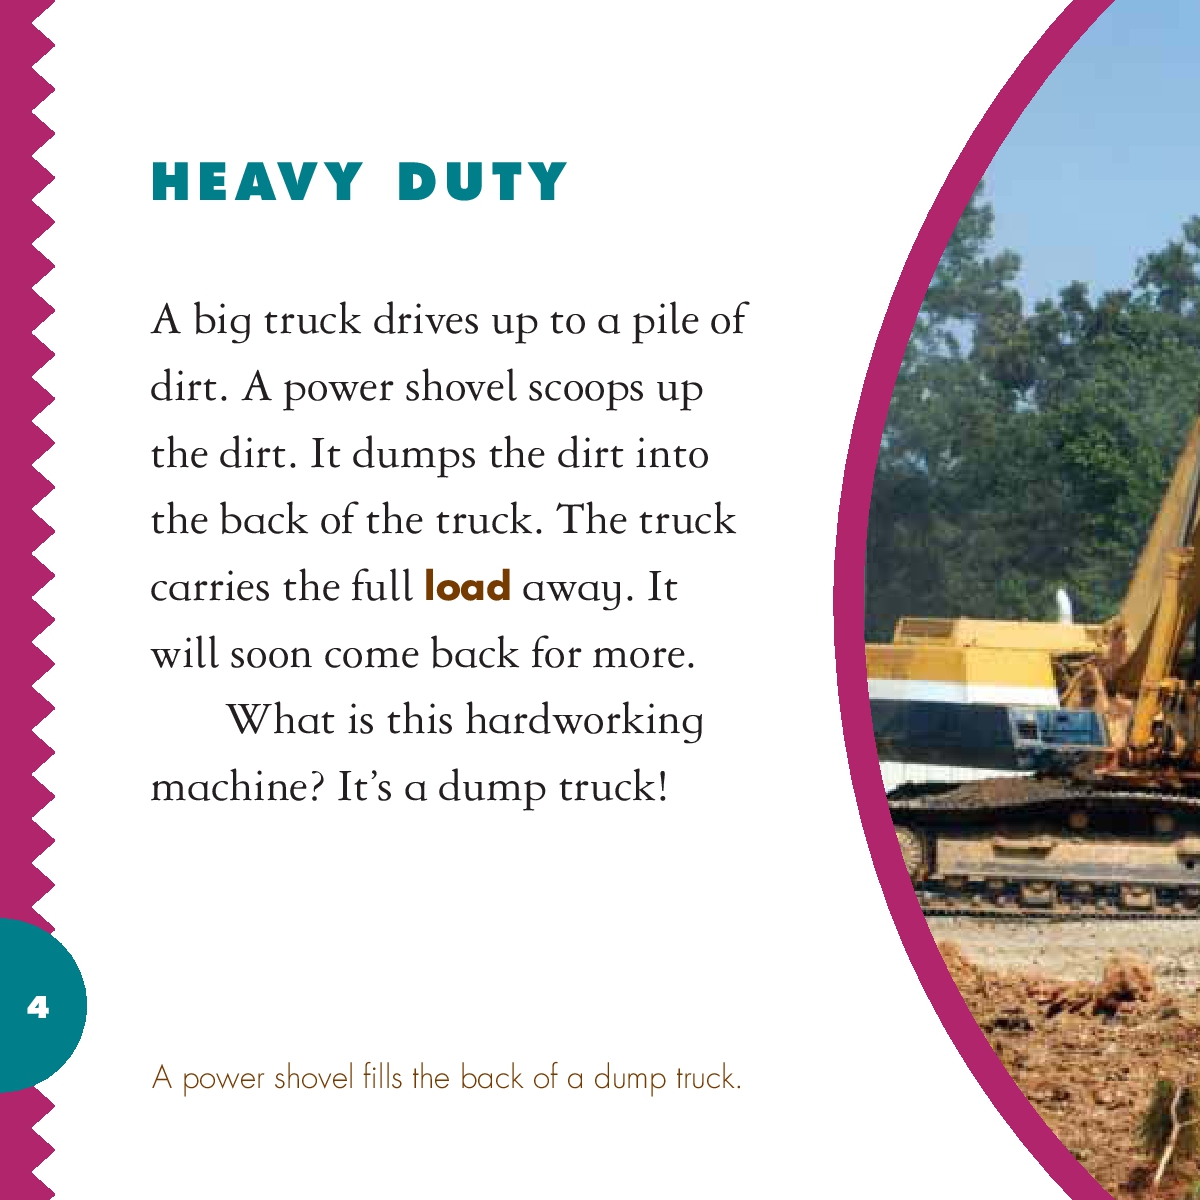 HEAVY DUTY
A big truck drives up to a pile of
dirt. A power shovel scoops up
the dirt. It dumps the dirt into
the back of the truck. The truck
carries the full load away. It
will soon come back for more.
What is this hardworking
machine? It’s a dump truck!
4
A power shovel fills the back of a dump truck.